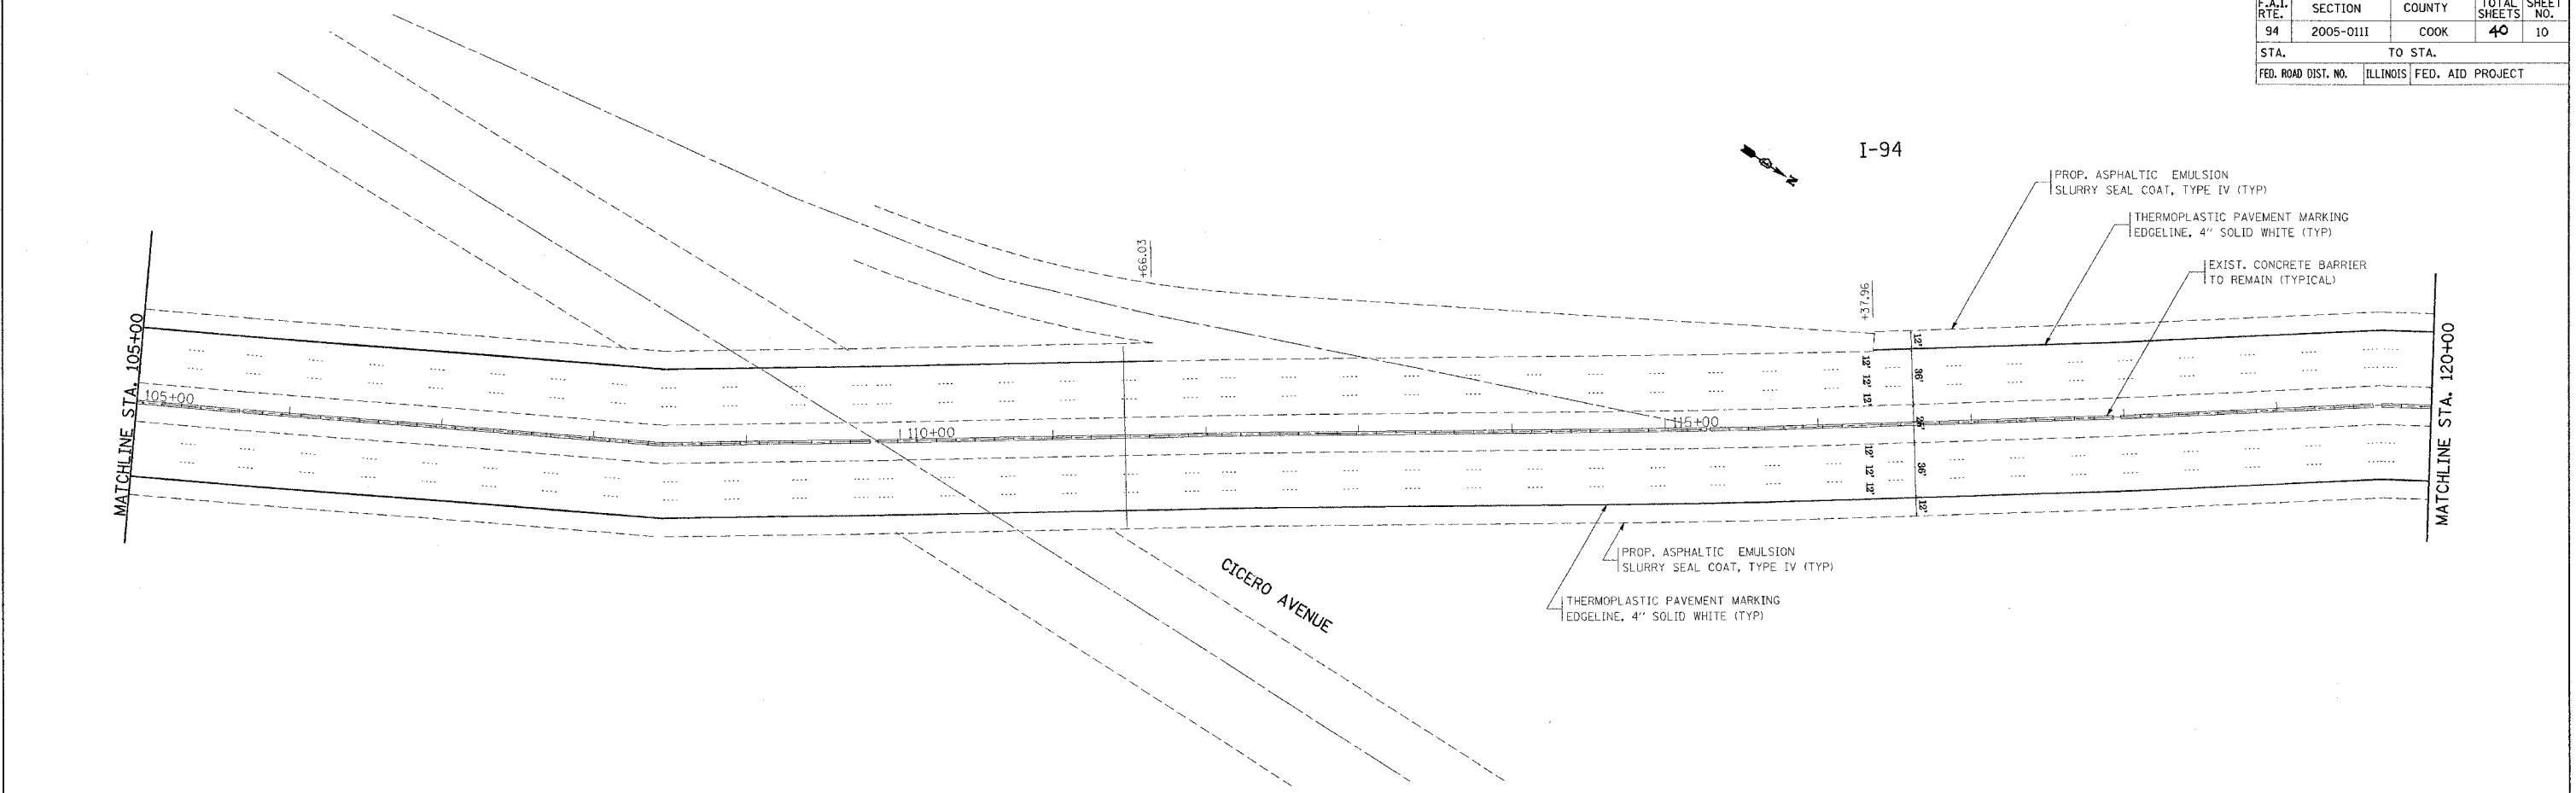 F.A.I. RTE. SECTION COUNTY TOTAL SHEETS SHEET NO.
94 2005-011I COOK 40 10
STA. TO STA.
FED. ROAD DIST. NO. ILLINOIS FED. AID PROJECT
I-94
N
PROP. ASPHALTIC EMULSION
SLURRY SEAL COAT, TYPE IV (TYP)
THERMOPLASTIC PAVEMENT MARKING
EDGELINE, 4" SOLID WHITE (TYP)
EXIST. CONCRETE BARRIER
TO REMAIN (TYPICAL)
+66.03
+37.96
MATCHLINE STA. 105+00
105+00
110+00
115+00
12'
12' 12' 12'
36'
12' 12' 12'
36'
12'
MATCHLINE STA. 120+00
PROP. ASPHALTIC EMULSION
SLURRY SEAL COAT, TYPE IV (TYP)
THERMOPLASTIC PAVEMENT MARKING
EDGELINE, 4" SOLID WHITE (TYP)
CICERO AVENUE